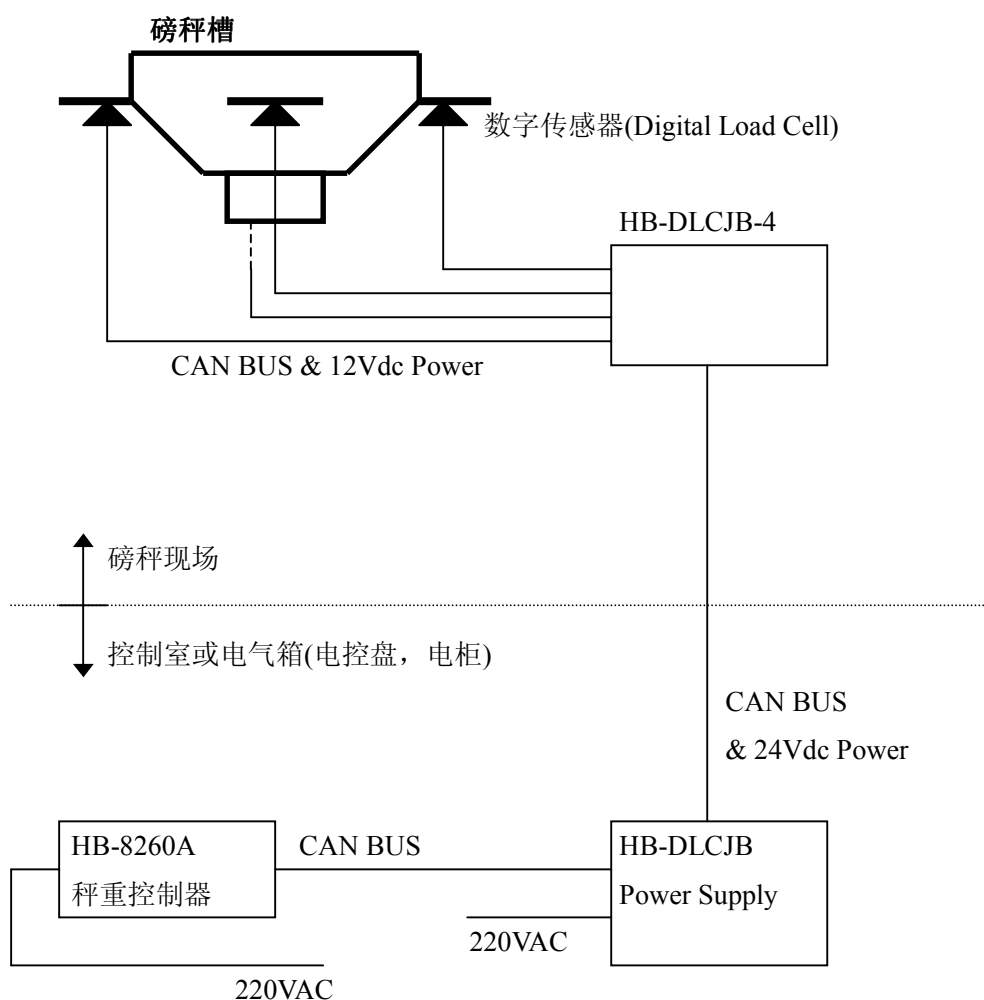 磅秤槽
数字传感器(Digital Load Cell)
HB-DLCJB-4
CAN BUS & 12Vdc Power
磅秤现场
控制室或电气箱(电控盘，电柜)
CAN BUS
& 24Vdc Power
HB-8260A
秤重控制器
CAN BUS
HB-DLCJB
Power Supply
220VAC
220VAC